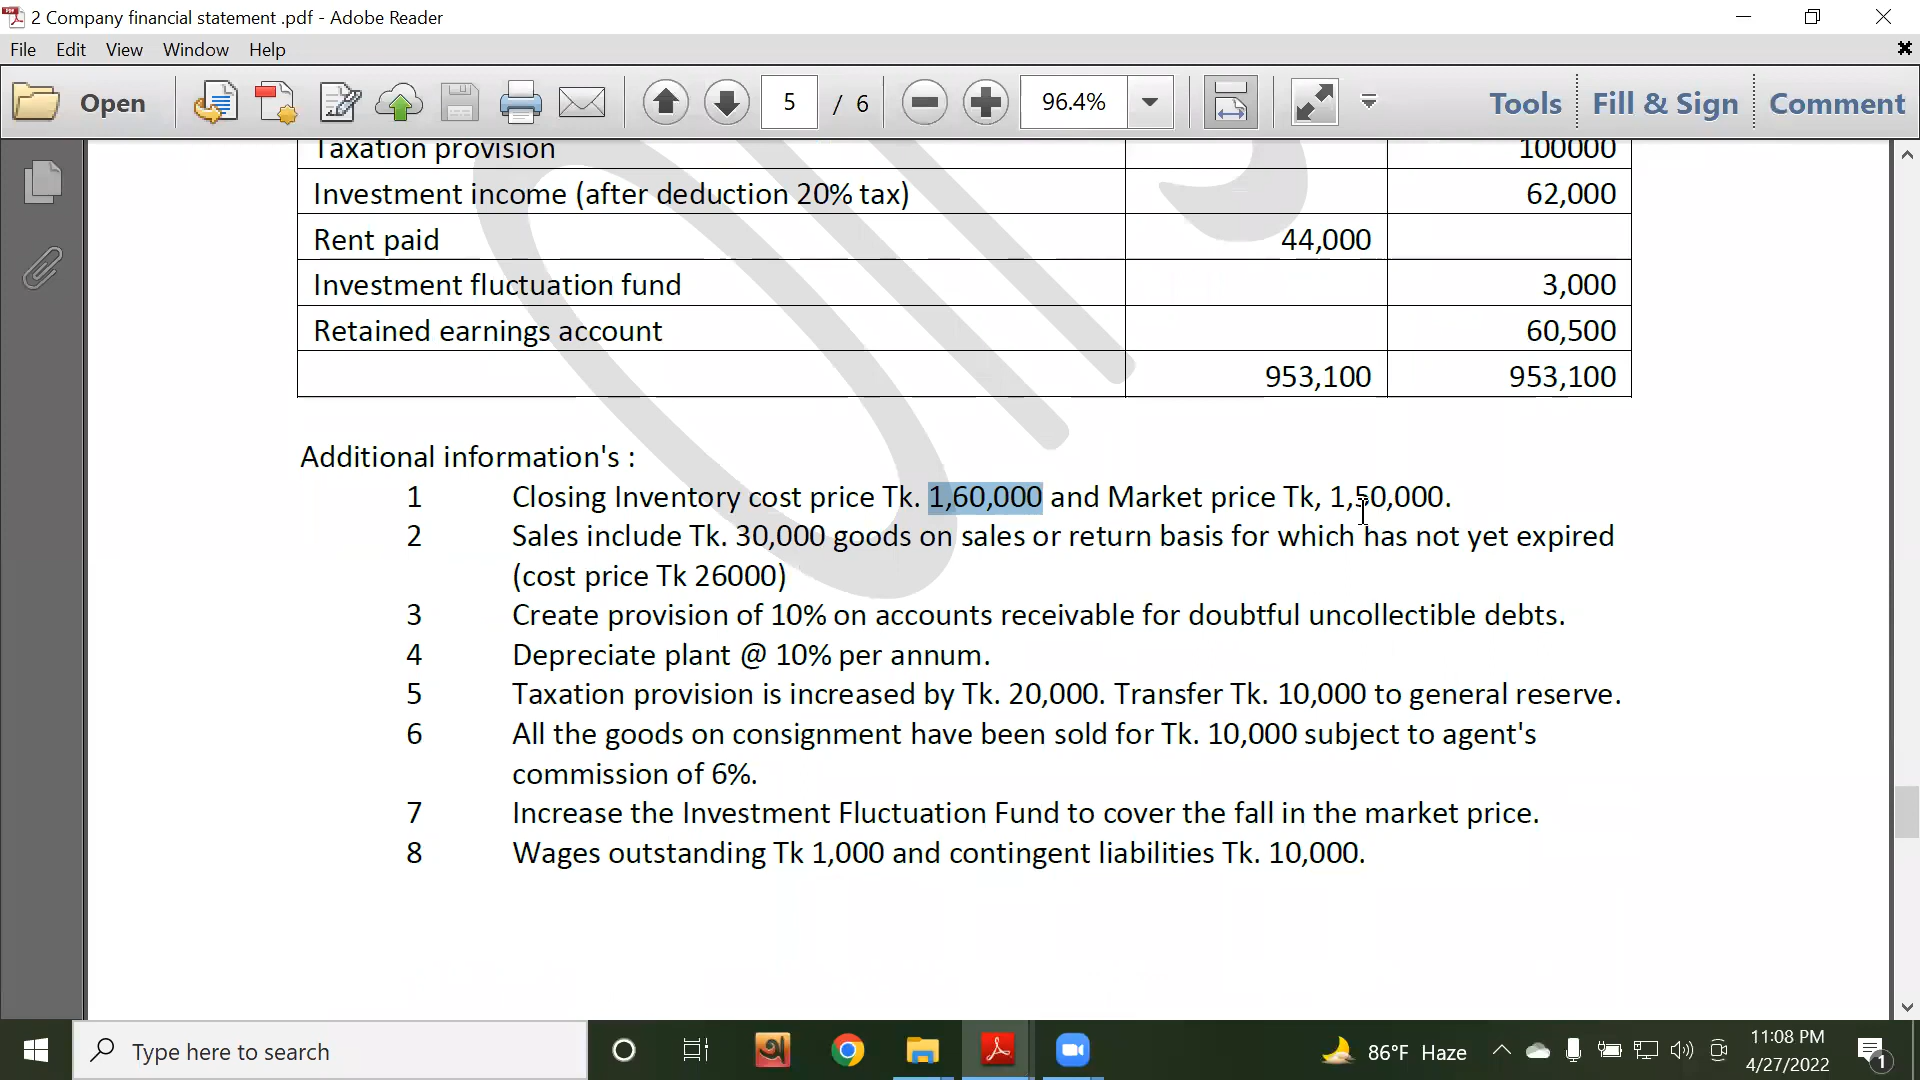 2 Company financial statement .pdf - Adobe Reader
File Edit View Window Help
Open 5 / 6 96.4% Tools Fill & Sign Comment
Taxation provision 100000
Investment income (after deduction 20% tax) 62,000
Rent paid 44,000
Investment fluctuation fund 3,000
Retained earnings account 60,500
953,100 953,100
Additional information's :
1 Closing Inventory cost price Tk. 1,60,000 and Market price Tk, 1,50,000.
2 Sales include Tk. 30,000 goods on sales or return basis for which has not yet expired
(cost price Tk 26000)
3 Create provision of 10% on accounts receivable for doubtful uncollectible debts.
4 Depreciate plant @ 10% per annum.
5 Taxation provision is increased by Tk. 20,000. Transfer Tk. 10,000 to general reserve.
6 All the goods on consignment have been sold for Tk. 10,000 subject to agent's
commission of 6%.
7 Increase the Investment Fluctuation Fund to cover the fall in the market price.
8 Wages outstanding Tk 1,000 and contingent liabilities Tk. 10,000.
Type here to search
অ
86°F Haze
11:08 PM
4/27/2022
1